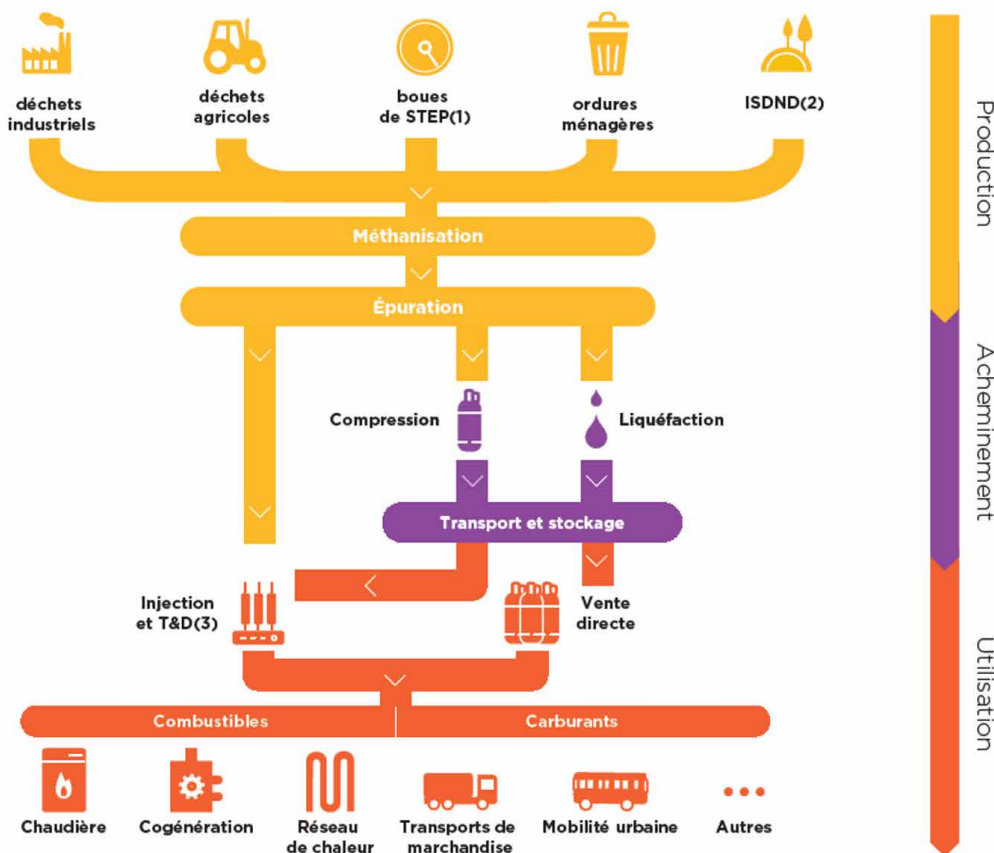 déchets
industriels
déchets
agricoles
boues
de STEP(1)
ordures
ménagères
ISDND(2)
Production
Méthanisation
Épuration
Compression
Liquéfaction
Acheminement
Transport et stockage
Injection
et T&D(3)
Vente
directe
Utilisation
Combustibles
Carburants
Chaudière
Cogénération
Réseau
de chaleur
Transports de
marchandise
Mobilité urbaine
Autres